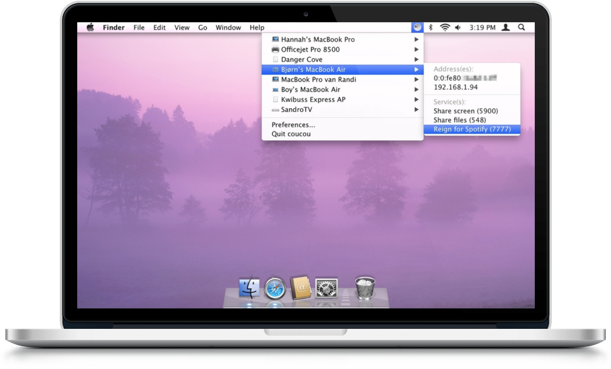 Finder File Edit View Go Window Help 3:19 PM
Hannah's MacBook Pro
Officejet Pro 8500
Danger Cove
Bjørn's MacBook Air
MacBook Pro van Randi
Boy's MacBook Air
Kwibuss Express AP
SandroTV
Preferences...
Quit coucou
Address(es):
0:0:fe80
192.168.1.94
Service(s):
Share screen (5900)
Share files (548)
Reign for Spotify (7777)